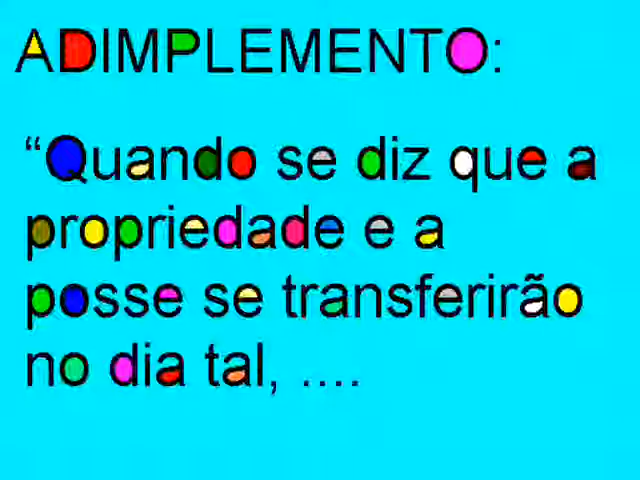 ADIMPLEMENTO:
“Quando se diz que a
propriedade e a
posse se transferirão
no dia tal, ....